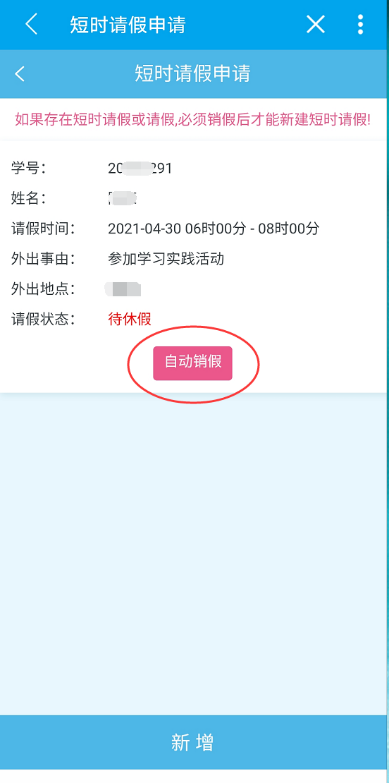 短时请假申请
短时请假申请
如果存在短时请假或请假,必须销假后才能新建短时请假!
学号: 20 291
姓名:
请假时间: 2021-04-30 06时00分 - 08时00分
外出事由: 参加学习实践活动
外出地点:
请假状态: 待休假
自动销假
新 增